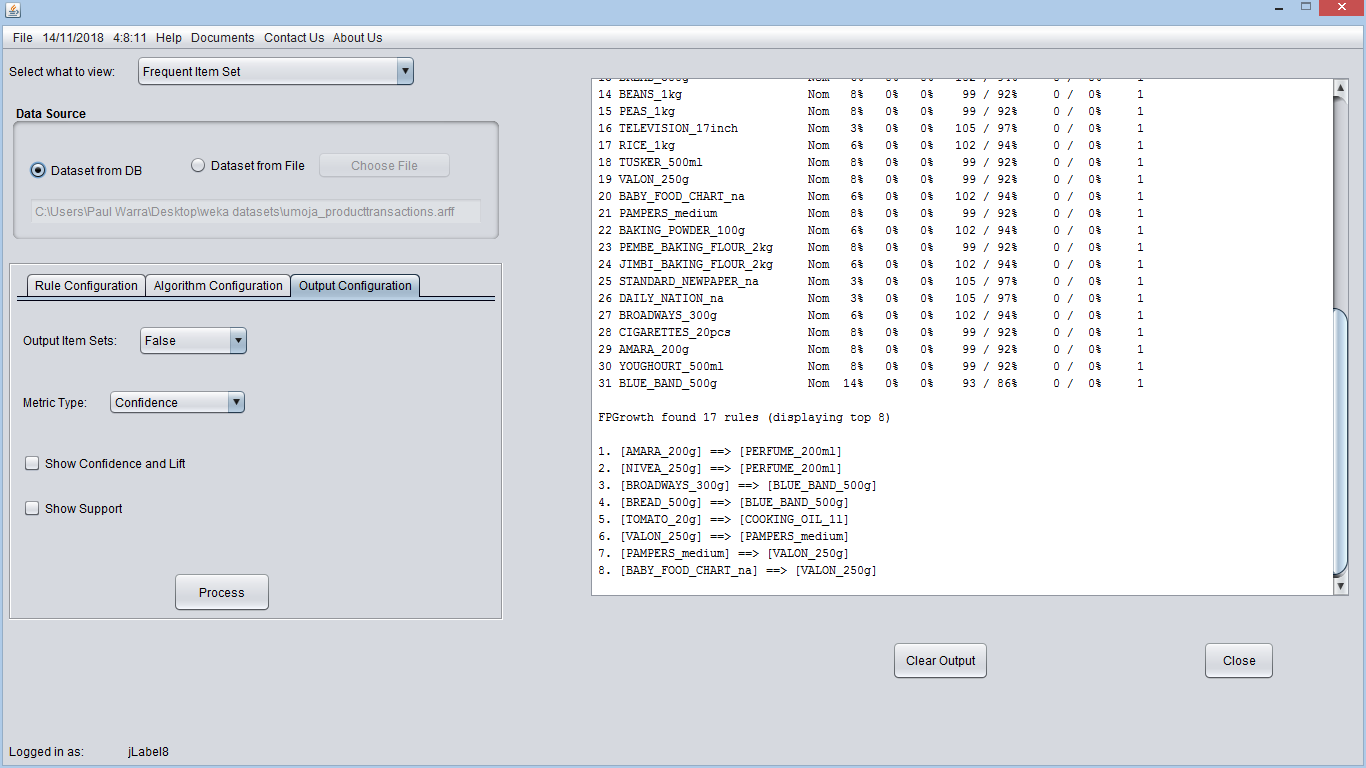 File 14/11/2018 4:8:11 Help Documents Contact Us About Us
Select what to view: Frequent Item Set
Data Source
Dataset from DB Dataset from File Choose File
C:\Users\Paul Warra\Desktop\weka datasets\umoja_producttransactions.arff
Rule Configuration Algorithm Configuration Output Configuration
Output Item Sets: False
Metric Type: Confidence
Show Confidence and Lift
Show Support
Process
14 BEANS_1kg Nom 8% 0% 0% 99 / 92% 0 / 0% 1
15 PEAS_1kg Nom 8% 0% 0% 99 / 92% 0 / 0% 1
16 TELEVISION_17inch Nom 3% 0% 0% 105 / 97% 0 / 0% 1
17 RICE_1kg Nom 6% 0% 0% 102 / 94% 0 / 0% 1
18 TUSKER_500ml Nom 8% 0% 0% 99 / 92% 0 / 0% 1
19 VALON_250g Nom 8% 0% 0% 99 / 92% 0 / 0% 1
20 BABY_FOOD_CHART_na Nom 6% 0% 0% 102 / 94% 0 / 0% 1
21 PAMPERS_medium Nom 8% 0% 0% 99 / 92% 0 / 0% 1
22 BAKING_POWDER_100g Nom 6% 0% 0% 102 / 94% 0 / 0% 1
23 PEMBE_BAKING_FLOUR_2kg Nom 8% 0% 0% 99 / 92% 0 / 0% 1
24 JIMBI_BAKING_FLOUR_2kg Nom 6% 0% 0% 102 / 94% 0 / 0% 1
25 STANDARD_NEWPAPER_na Nom 3% 0% 0% 105 / 97% 0 / 0% 1
26 DAILY_NATION_na Nom 3% 0% 0% 105 / 97% 0 / 0% 1
27 BROADWAYS_300g Nom 6% 0% 0% 102 / 94% 0 / 0% 1
28 CIGARETTES_20pcs Nom 8% 0% 0% 99 / 92% 0 / 0% 1
29 AMARA_200g Nom 8% 0% 0% 99 / 92% 0 / 0% 1
30 YOUGHOURT_500ml Nom 8% 0% 0% 99 / 92% 0 / 0% 1
31 BLUE_BAND_500g Nom 14% 0% 0% 93 / 86% 0 / 0% 1
FPGrowth found 17 rules (displaying top 8)
1. [AMARA_200g] ==> [PERFUME_200ml]
2. [NIVEA_250g] ==> [PERFUME_200ml]
3. [BROADWAYS_300g] ==> [BLUE_BAND_500g]
4. [BREAD_500g] ==> [BLUE_BAND_500g]
5. [TOMATO_20g] ==> [COOKING_OIL_1l]
6. [VALON_250g] ==> [PAMPERS_medium]
7. [PAMPERS_medium] ==> [VALON_250g]
8. [BABY_FOOD_CHART_na] ==> [VALON_250g]
Clear Output Close
Logged in as: jLabel8